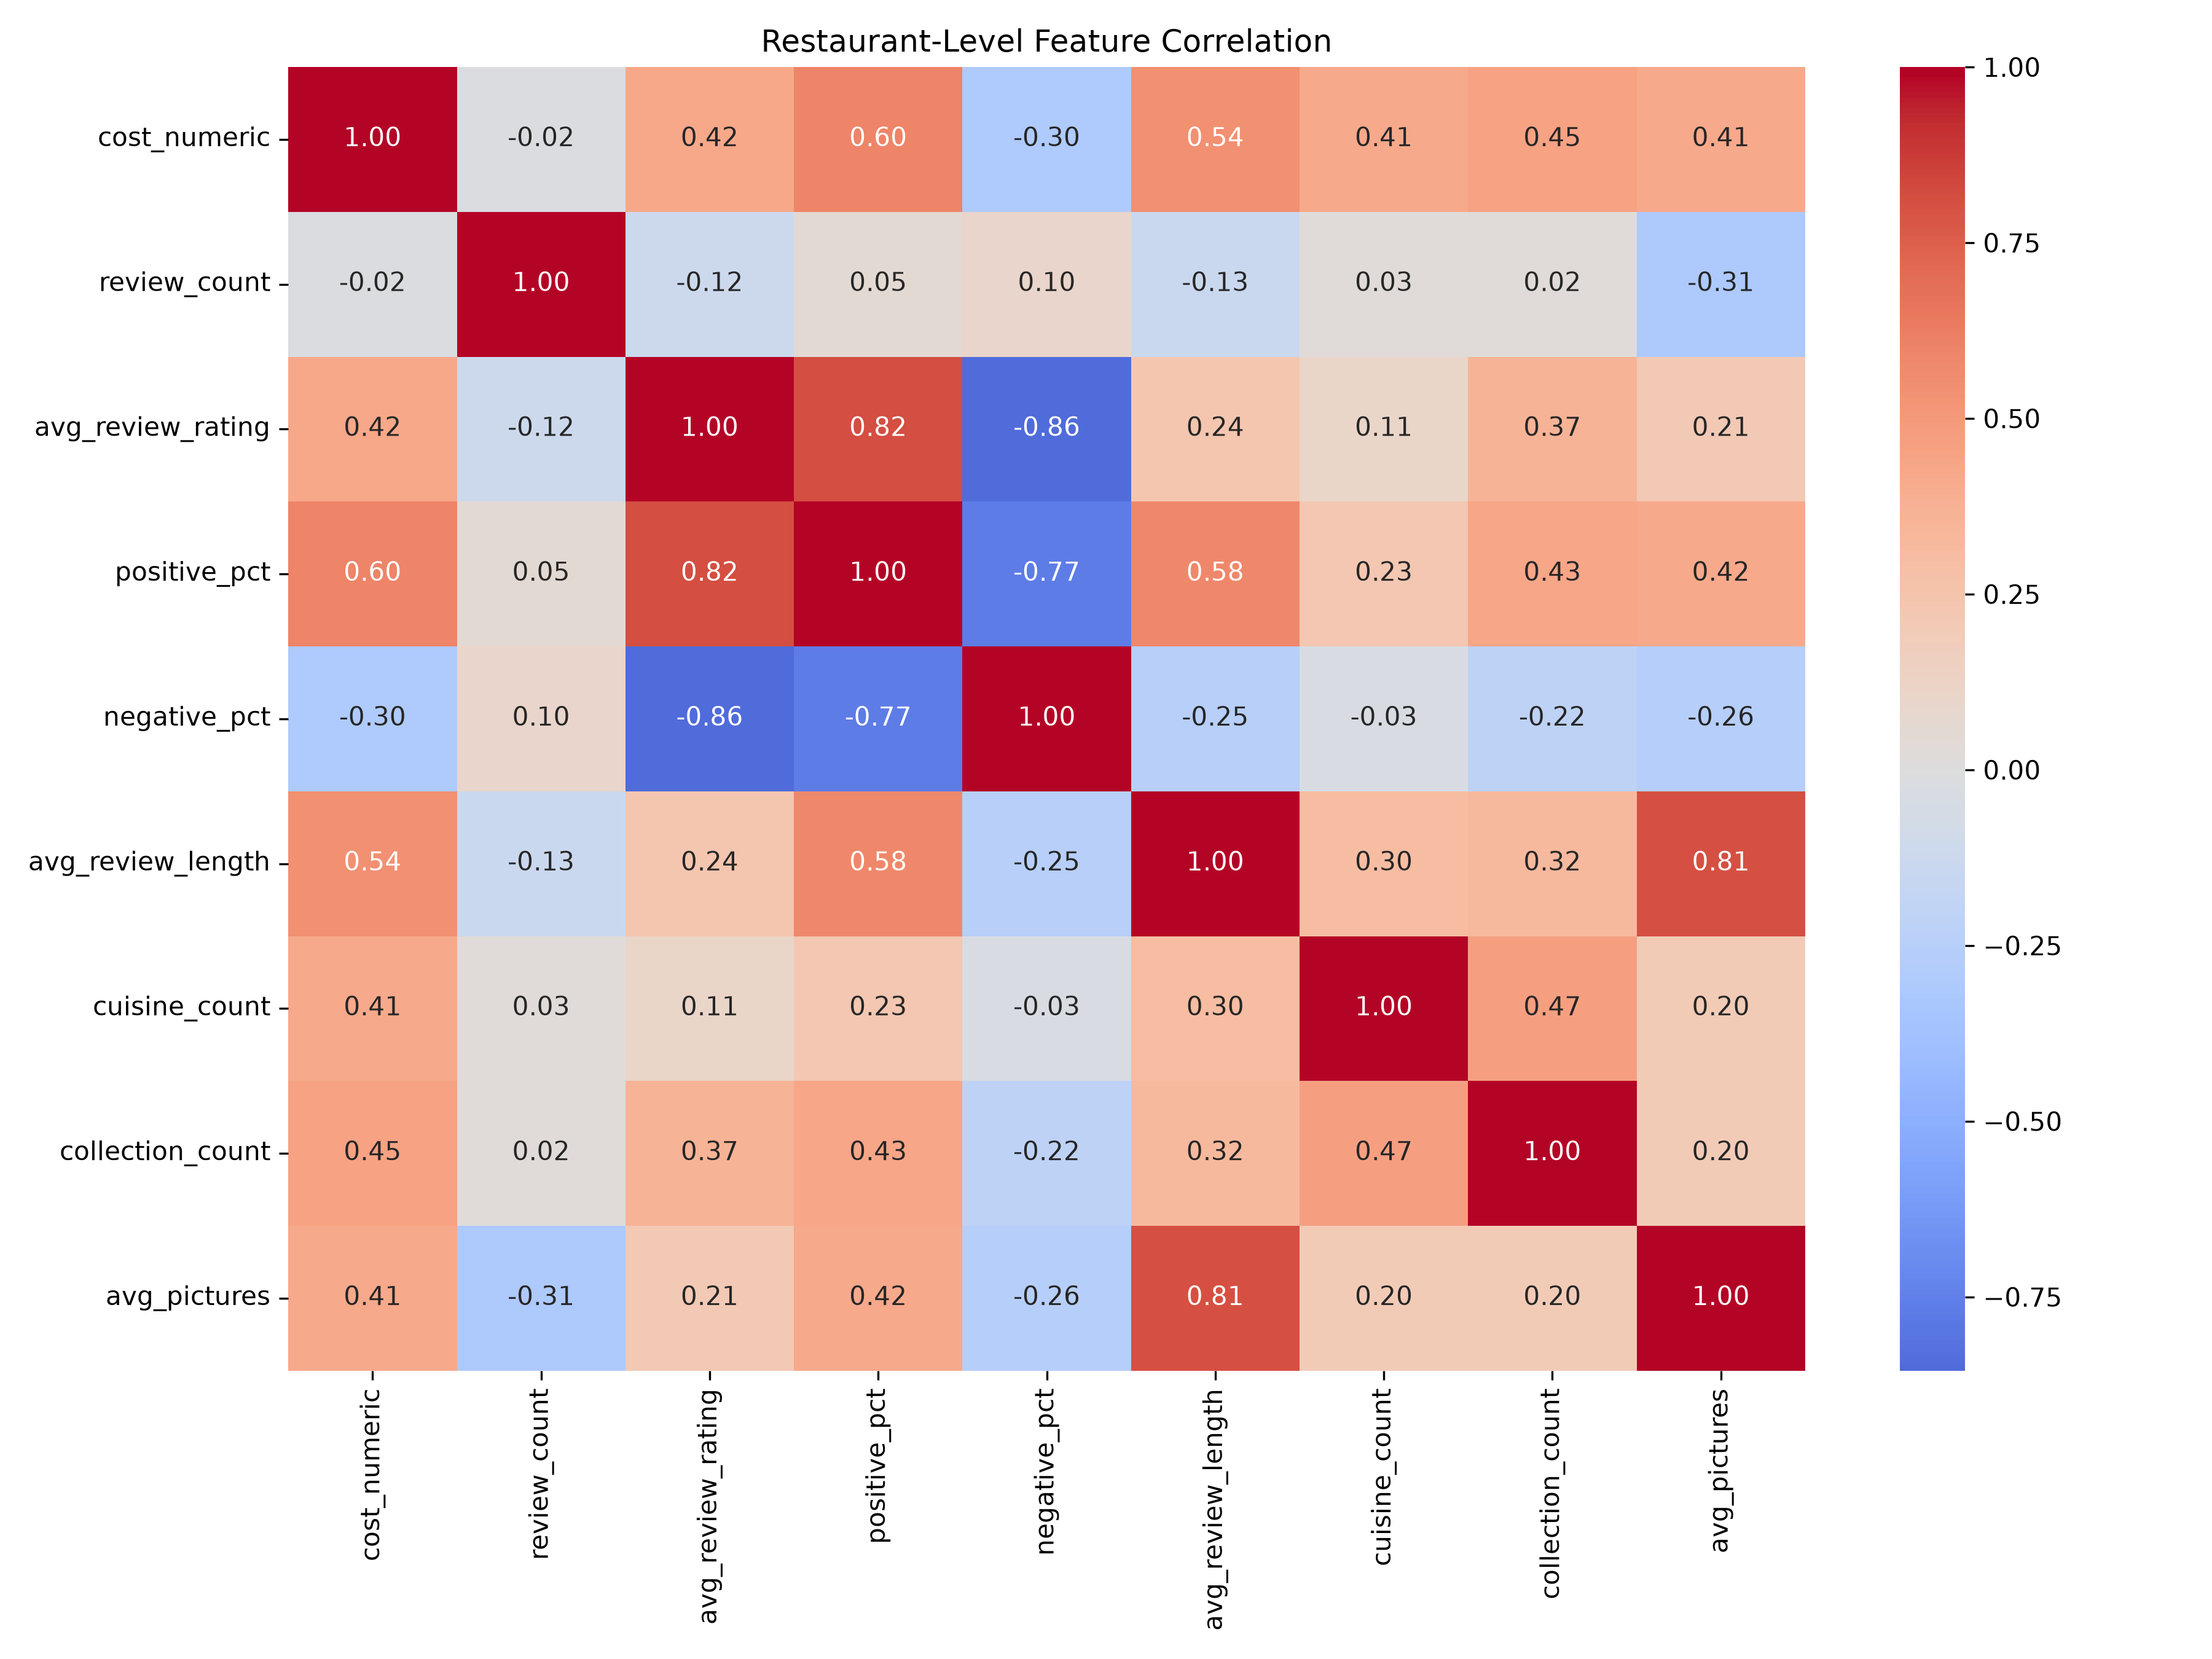 Restaurant-Level Feature Correlation
cost_numeric 1.00 -0.02 0.42 0.60 -0.30 0.54 0.41 0.45 0.41
review_count -0.02 1.00 -0.12 0.05 0.10 -0.13 0.03 0.02 -0.31
avg_review_rating 0.42 -0.12 1.00 0.82 -0.86 0.24 0.11 0.37 0.21
positive_pct 0.60 0.05 0.82 1.00 -0.77 0.58 0.23 0.43 0.42
negative_pct -0.30 0.10 -0.86 -0.77 1.00 -0.25 -0.03 -0.22 -0.26
avg_review_length 0.54 -0.13 0.24 0.58 -0.25 1.00 0.30 0.32 0.81
cuisine_count 0.41 0.03 0.11 0.23 -0.03 0.30 1.00 0.47 0.20
collection_count 0.45 0.02 0.37 0.43 -0.22 0.32 0.47 1.00 0.20
avg_pictures 0.41 -0.31 0.21 0.42 -0.26 0.81 0.20 0.20 1.00
cost_numeric
review_count
avg_review_rating
positive_pct
negative_pct
avg_review_length
cuisine_count
collection_count
avg_pictures
1.00
0.75
0.50
0.25
0.00
−0.25
−0.50
−0.75